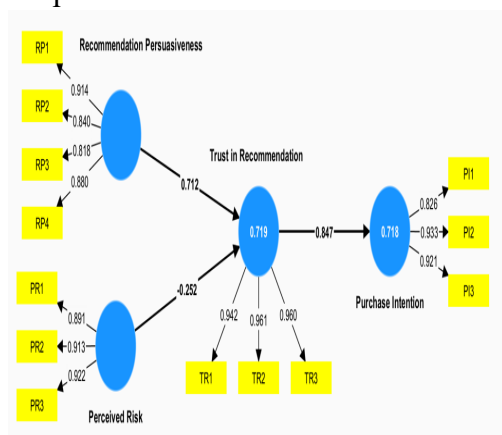 Recommendation Persuasiveness
RP1
0.914
RP2
0.840
RP3
0.818
RP4
0.880
Trust in Recommendation
0.712
0.719
0.847
0.718
PI1
0.826
PI2
0.933
PI3
0.921
Purchase Intention
-0.252
PR1
0.891
PR2
0.913
PR3
0.922
Perceived Risk
0.942
0.961
0.960
TR1
TR2
TR3